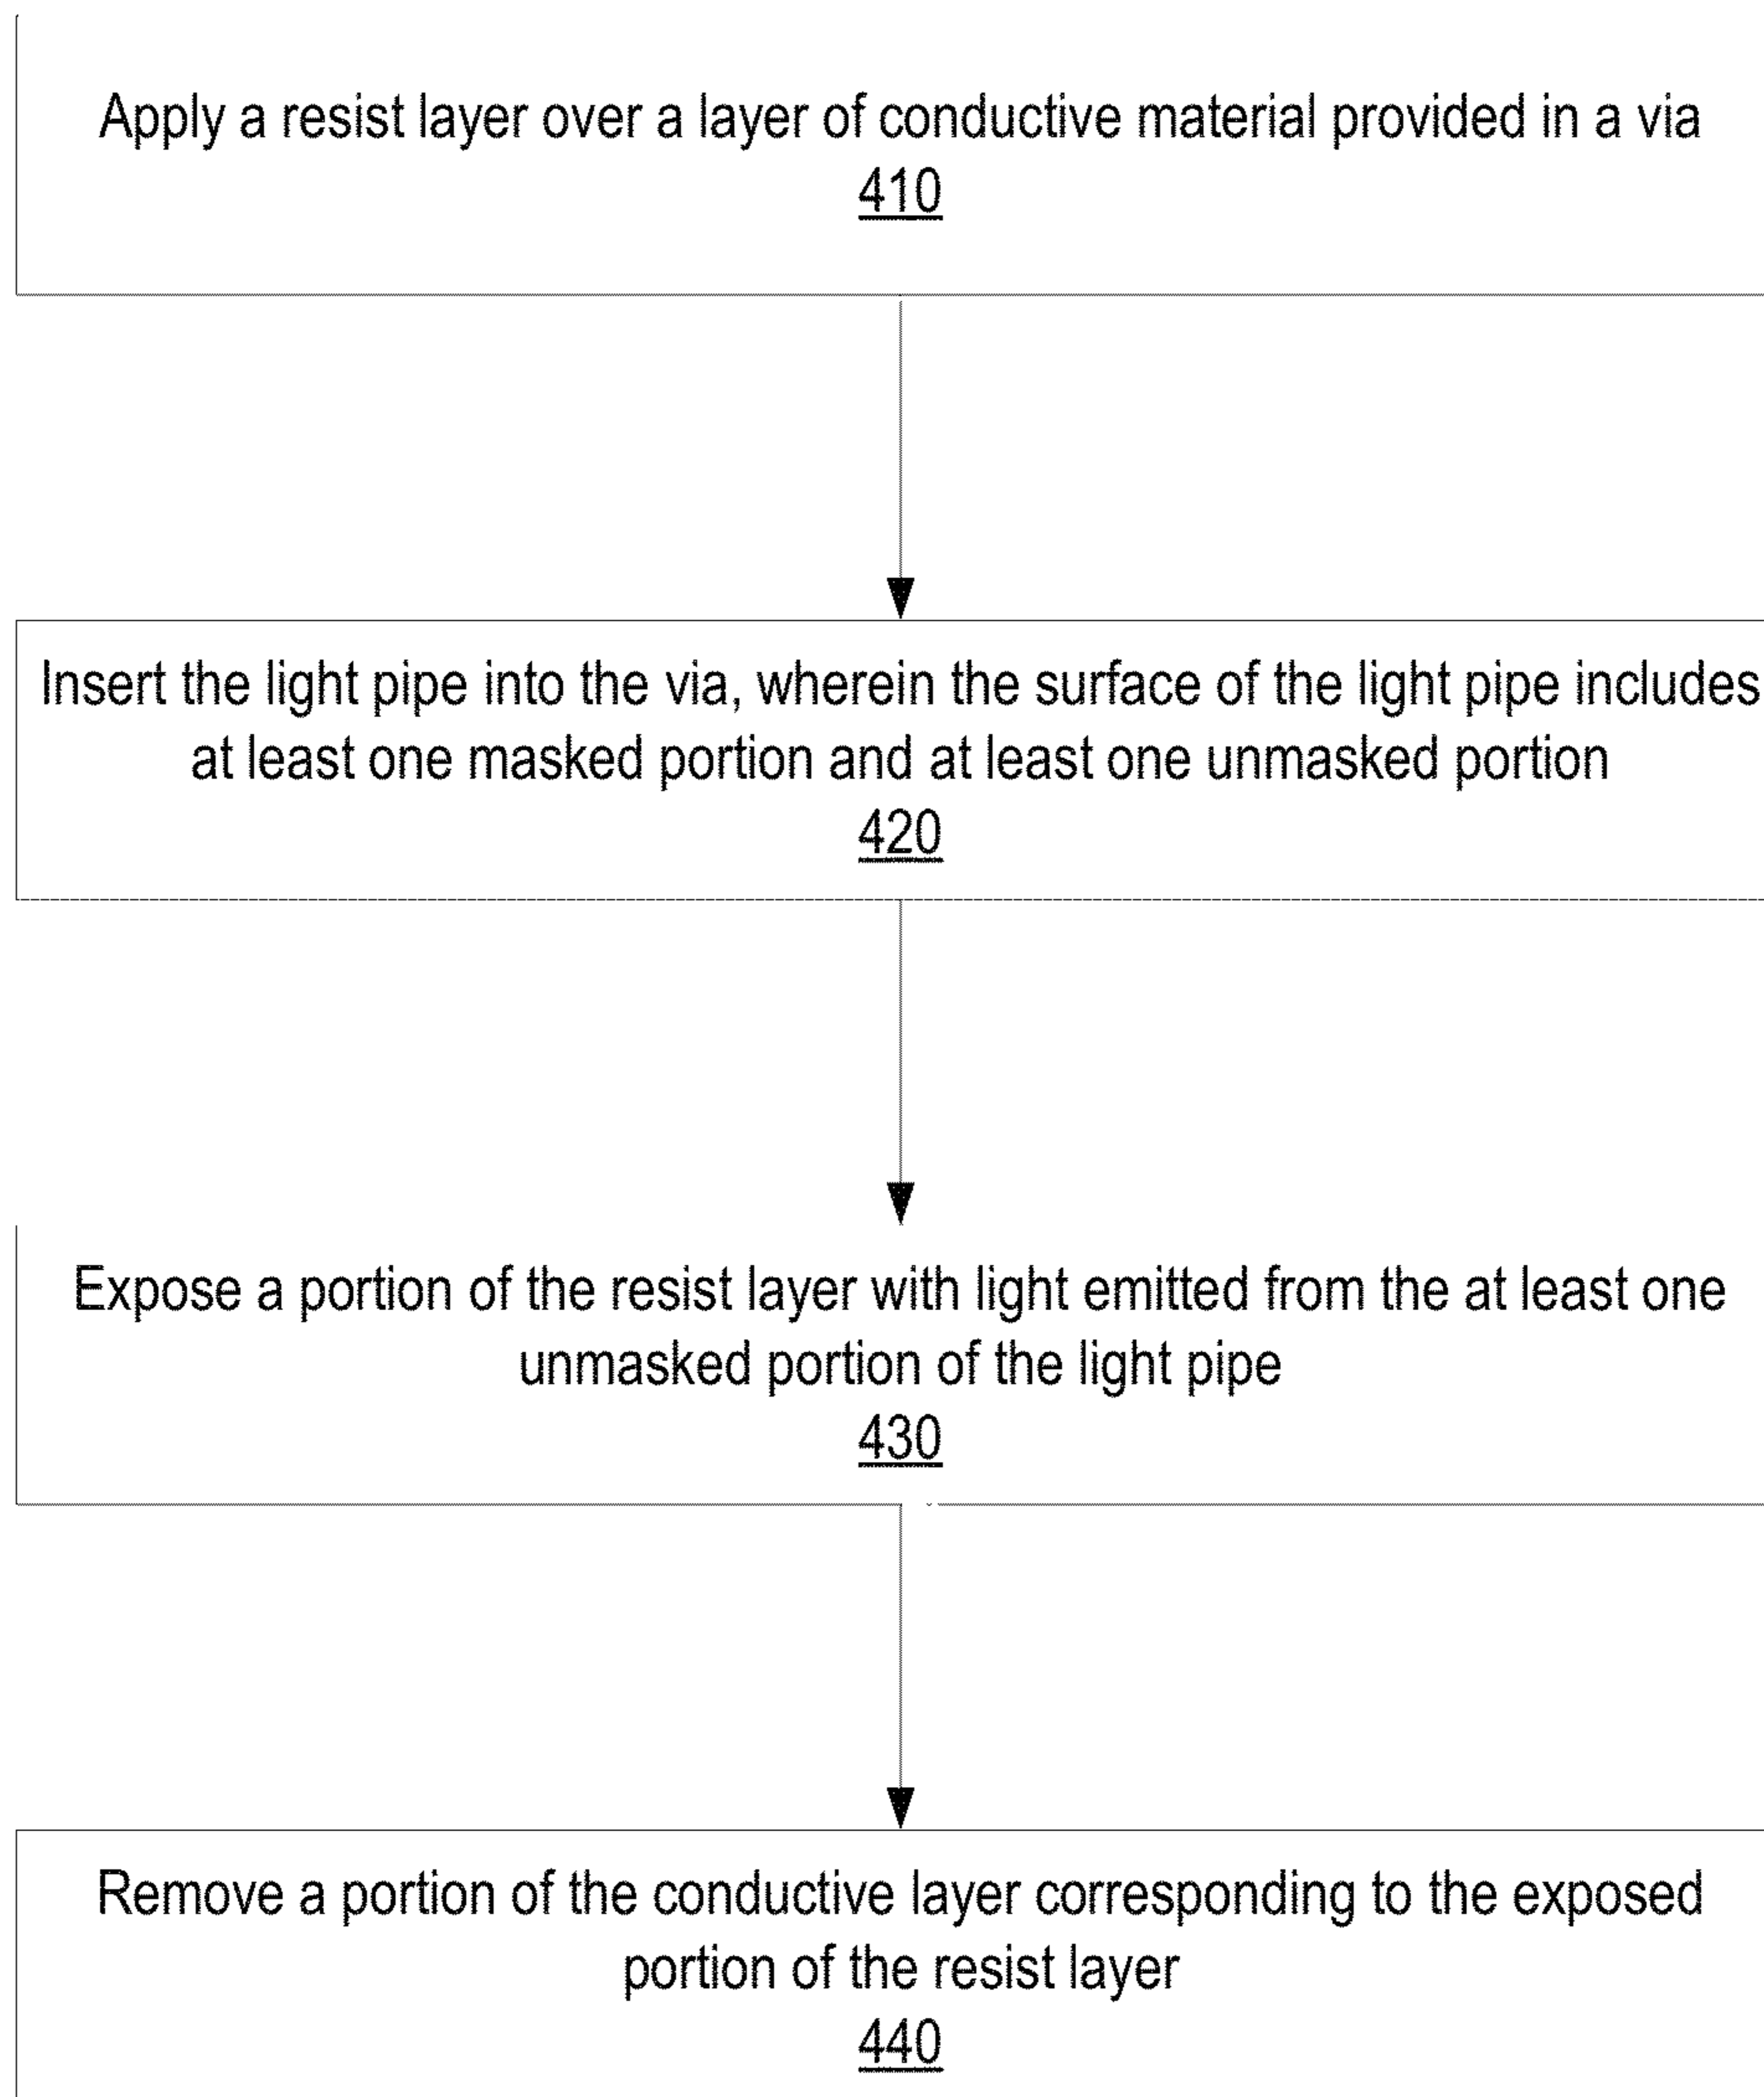 Apply a resist layer over a layer of conductive material provided in a via
410
Insert the light pipe into the via, wherein the surface of the light pipe includes
at least one masked portion and at least one unmasked portion
420
Expose a portion of the resist layer with light emitted from the at least one
unmasked portion of the light pipe
430
Remove a portion of the conductive layer corresponding to the exposed
portion of the resist layer
440